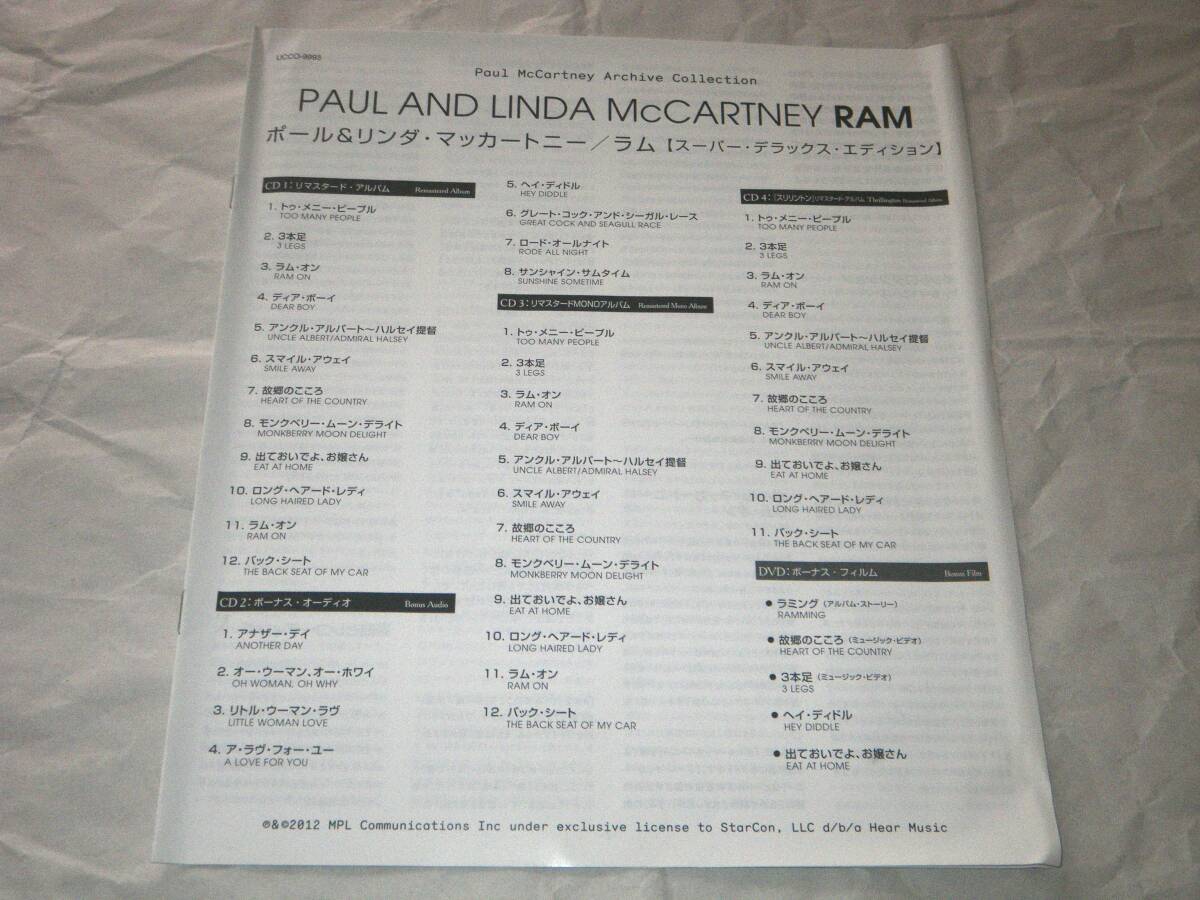 UCCO-9993
Paul McCartney Archive Collection
PAUL AND LINDA McCARTNEY RAM
ポール&リンダ・マッカートニー/ラム【スーパー・デラックス・エディション】
CD 1:リマスタード・アルバム Remastered Album
1. トゥ・メニー・ピープル
TOO MANY PEOPLE
2. 3本足
3 LEGS
3. ラム・オン
RAM ON
4. ディア・ボーイ
DEAR BOY
5. アンクル・アルバート〜ハルセイ提督
UNCLE ALBERT/ADMIRAL HALSEY
6. スマイル・アウェイ
SMILE AWAY
7. 故郷のこころ
HEART OF THE COUNTRY
8. モンクベリー・ムーン・デライト
MONKBERRY MOON DELIGHT
9. 出ておいでよ、お嬢さん
EAT AT HOME
10. ロング・ヘアード・レディ
LONG HAIRED LADY
11. ラム・オン
RAM ON
12. バック・シート
THE BACK SEAT OF MY CAR
CD 2:ボーナス・オーディオ Bonus Audio
1. アナザー・デイ
ANOTHER DAY
2. オー・ウーマン、オー・ホワイ
OH WOMAN, OH WHY
3. リトル・ウーマン・ラヴ
LITTLE WOMAN LOVE
4. ア・ラヴ・フォー・ユー
A LOVE FOR YOU
5. ヘイ・ディドル
HEY DIDDLE
6. グレート・コック・アンド・シーガル・レース
GREAT COCK AND SEAGULL RACE
7. ロード・オールナイト
RODE ALL NIGHT
8. サンシャイン・サムタイム
SUNSHINE SOMETIME
CD 3:リマスタードMONOアルバム Remastered Mono Album
1. トゥ・メニー・ピープル
TOO MANY PEOPLE
2. 3本足
3 LEGS
3. ラム・オン
RAM ON
4. ディア・ボーイ
DEAR BOY
5. アンクル・アルバート〜ハルセイ提督
UNCLE ALBERT/ADMIRAL HALSEY
6. スマイル・アウェイ
SMILE AWAY
7. 故郷のこころ
HEART OF THE COUNTRY
8. モンクベリー・ムーン・デライト
MONKBERRY MOON DELIGHT
9. 出ておいでよ、お嬢さん
EAT AT HOME
10. ロング・ヘアード・レディ
LONG HAIRED LADY
11. ラム・オン
RAM ON
12. バック・シート
THE BACK SEAT OF MY CAR
CD 4:『スリリントン』リマスタード・アルバム Thrillington Remastered Album
1. トゥ・メニー・ピープル
TOO MANY PEOPLE
2. 3本足
3 LEGS
3. ラム・オン
RAM ON
4. ディア・ボーイ
DEAR BOY
5. アンクル・アルバート〜ハルセイ提督
UNCLE ALBERT/ADMIRAL HALSEY
6. スマイル・アウェイ
SMILE AWAY
7. 故郷のこころ
HEART OF THE COUNTRY
8. モンクベリー・ムーン・デライト
MONKBERRY MOON DELIGHT
9. 出ておいでよ、お嬢さん
EAT AT HOME
10. ロング・ヘアード・レディ
LONG HAIRED LADY
11. バック・シート
THE BACK SEAT OF MY CAR
DVD:ボーナス・フィルム Bonus Film
● ラミング(アルバム・ストーリー)
RAMMING
● 故郷のこころ(ミュージック・ビデオ)
HEART OF THE COUNTRY
● 3本足(ミュージック・ビデオ)
3 LEGS
● ヘイ・ディドル
HEY DIDDLE
● 出ておいでよ、お嬢さん
EAT AT HOME
℗&©2012 MPL Communications Inc under exclusive license to StarCon, LLC d/b/a Hear Music